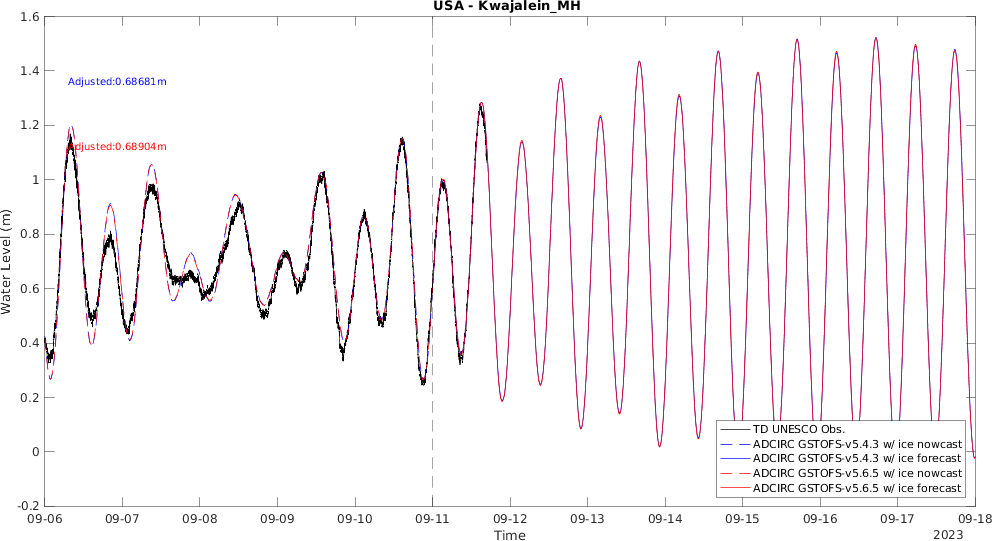 USA - Kwajalein_MH
1.6
1.4
1.2
1
0.8
0.6
0.4
0.2
0
-0.2
Water Level (m)
Adjusted:0.68681m
Adjusted:0.68904m
TD UNESCO Obs.
ADCIRC GSTOFS-v5.4.3 w/ ice nowcast
ADCIRC GSTOFS-v5.4.3 w/ ice forecast
ADCIRC GSTOFS-v5.6.5 w/ ice nowcast
ADCIRC GSTOFS-v5.6.5 w/ ice forecast
09-06 09-07 09-08 09-09 09-10 09-11 09-12 09-13 09-14 09-15 09-16 09-17 09-18
Time
2023